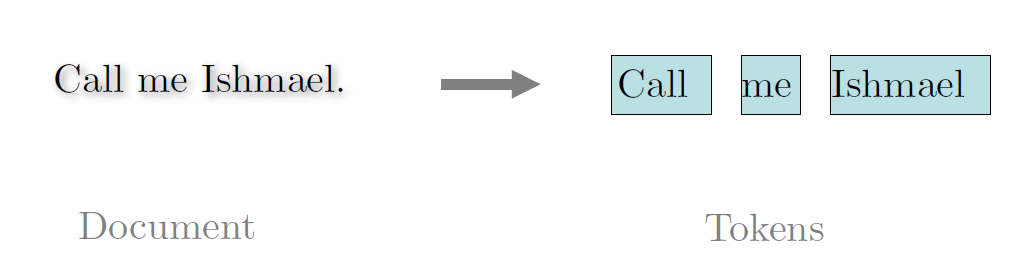 Call me Ishmael.
Call me Ishmael
Document
Tokens